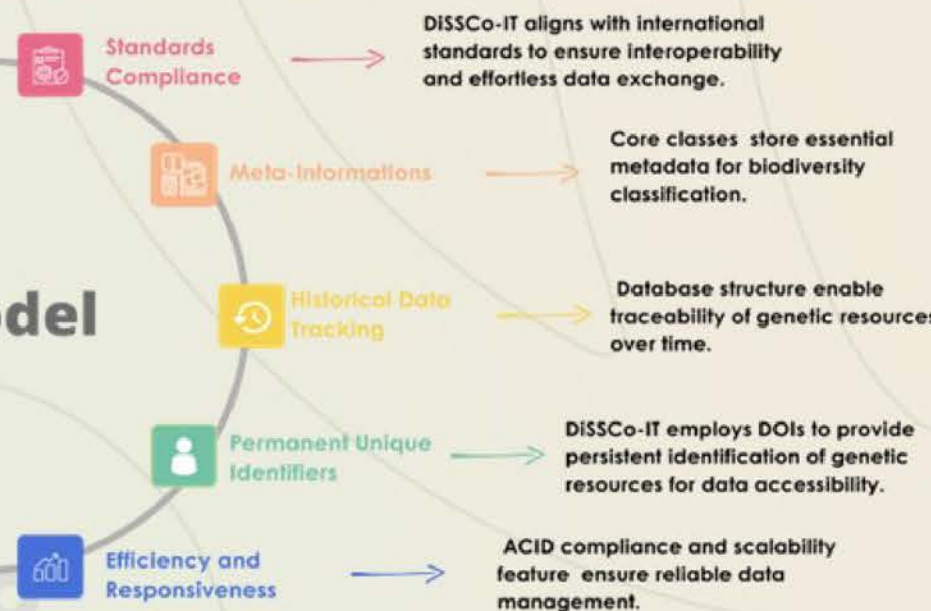 Standards
Compliance
DiSSCo-IT aligns with international
standards to ensure interoperability
and effortless data exchange.
Meta-Informations
Core classes store essential
metadata for biodiversity
classification.
odel
Historical Data
Tracking
Database structure enable
traceability of genetic resources
over time.
Permanent Unique
Identifiers
DiSSCo-IT employs DOIs to provide
persistent identification of genetic
resources for data accessibility.
Efficiency and
Responsiveness
ACID compliance and scalability
feature ensure reliable data
management.